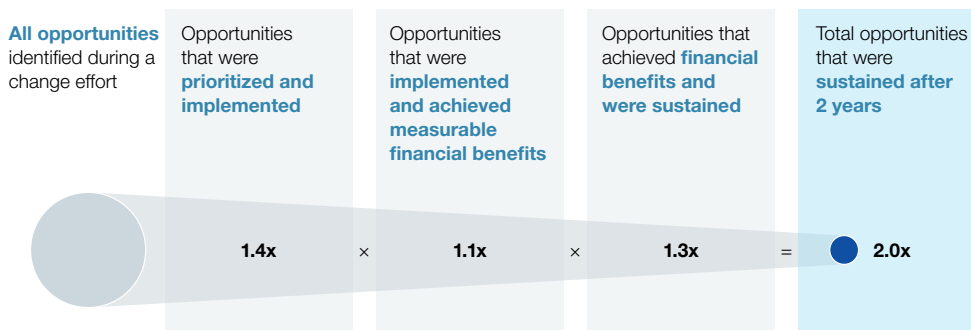 All opportunities
identified during a
change effort
Opportunities
that were
prioritized and
implemented
Opportunities
that were
implemented
and achieved
measurable
financial benefits
Opportunities that
achieved financial
benefits and
were sustained
Total opportunities
that were
sustained after
2 years
1.4x × 1.1x × 1.3x = 2.0x